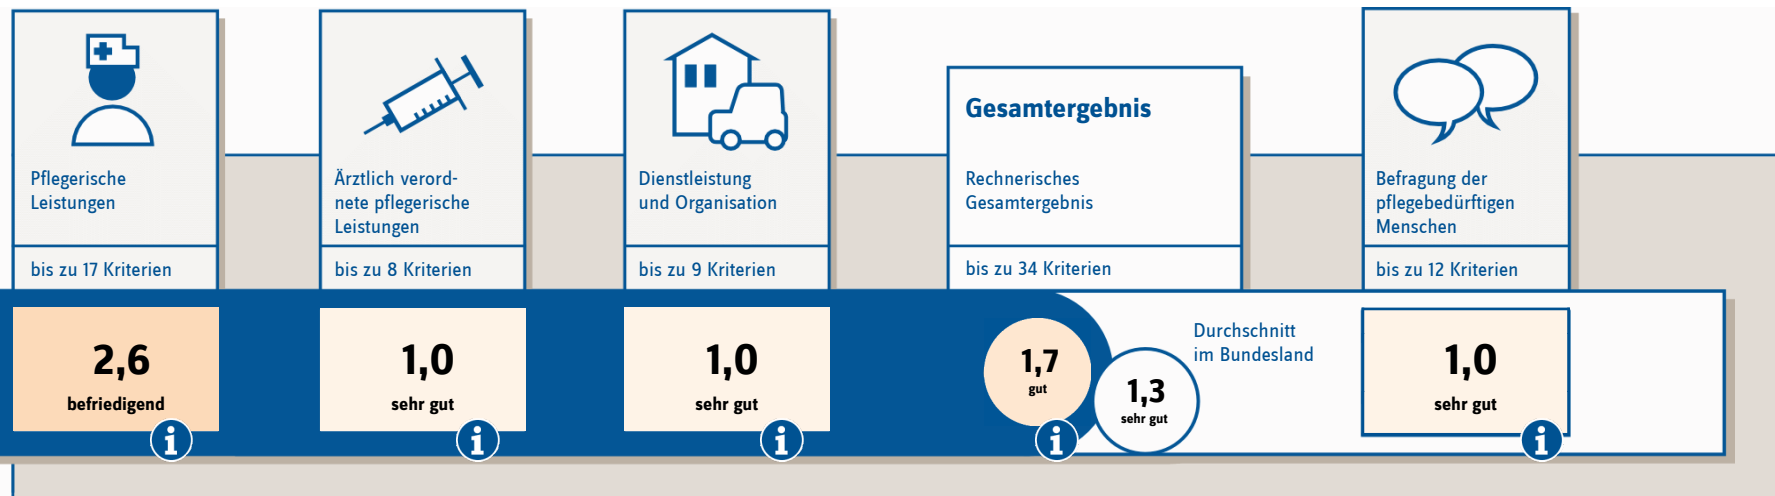 Pflegerische
Leistungen
bis zu 17 Kriterien
2,6
befriedigend
i
Ärztlich verord-
nete pflegerische
Leistungen
bis zu 8 Kriterien
1,0
sehr gut
i
Dienstleistung
und Organisation
bis zu 9 Kriterien
1,0
sehr gut
i
Gesamtergebnis
Rechnerisches
Gesamtergebnis
bis zu 34 Kriterien
1,7
gut
i
1,3
sehr gut
Durchschnitt
im Bundesland
Befragung der
pflegebedürftigen
Menschen
bis zu 12 Kriterien
1,0
sehr gut
i